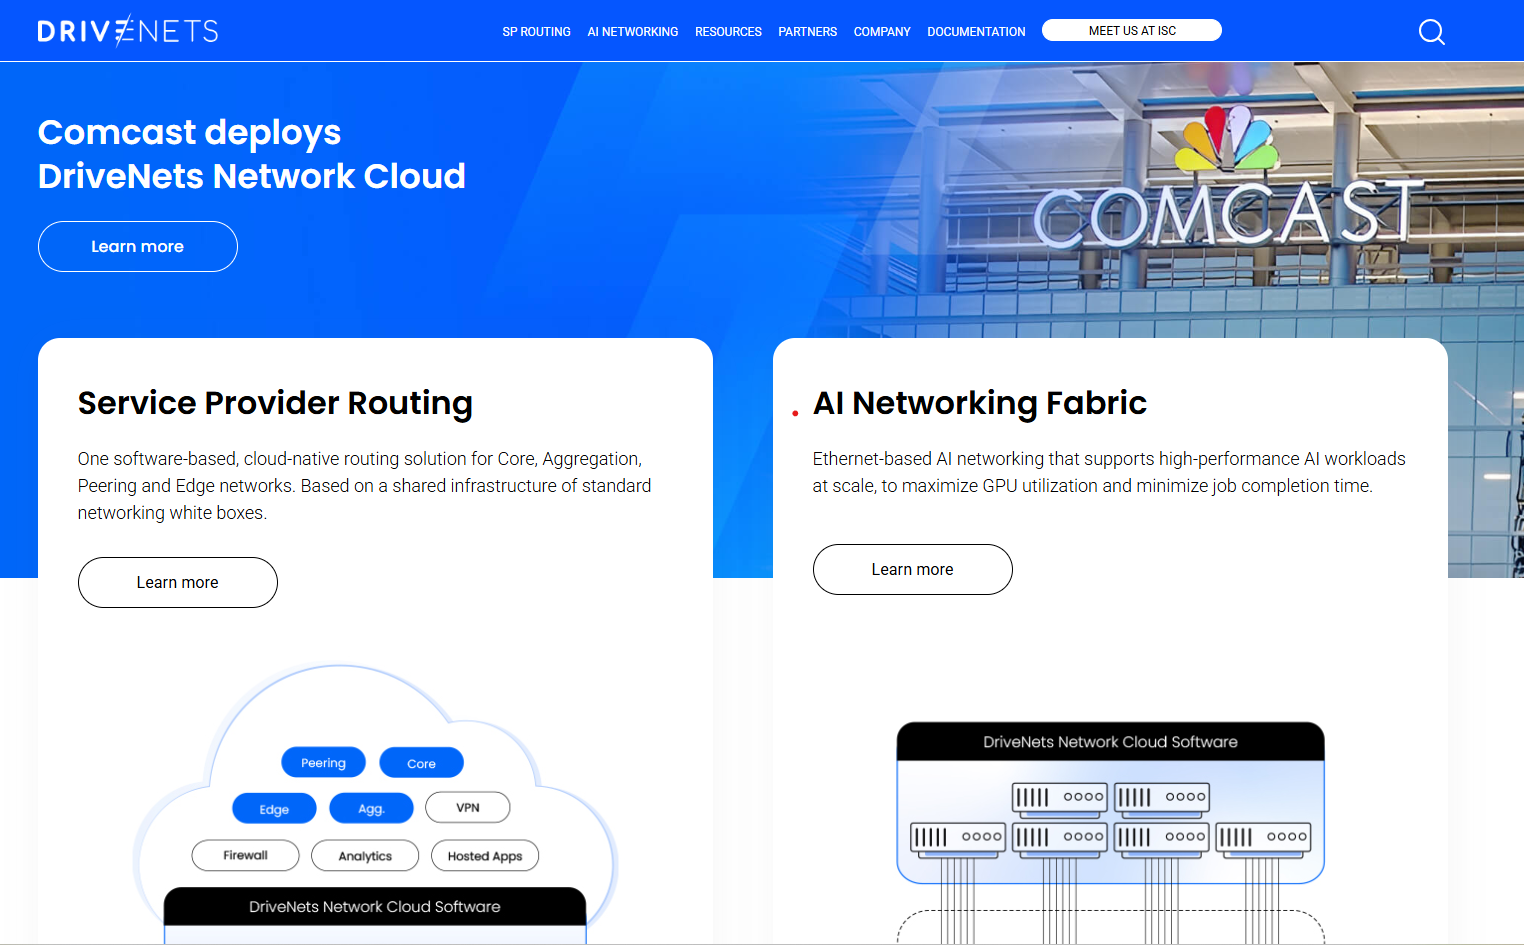 DRIVENETS
SP ROUTING AI NETWORKING RESOURCES PARTNERS COMPANY DOCUMENTATION MEET US AT ISC
Comcast deploys
DriveNets Network Cloud
Learn more
COMCAST
Service Provider Routing
One software-based, cloud-native routing solution for Core, Aggregation,
Peering and Edge networks. Based on a shared infrastructure of standard
networking white boxes.
Learn more
Peering Core
Edge Agg. VPN
Firewall Analytics Hosted Apps
DriveNets Network Cloud Software
AI Networking Fabric
Ethernet-based AI networking that supports high-performance AI workloads
at scale, to maximize GPU utilization and minimize job completion time.
Learn more
DriveNets Network Cloud Software